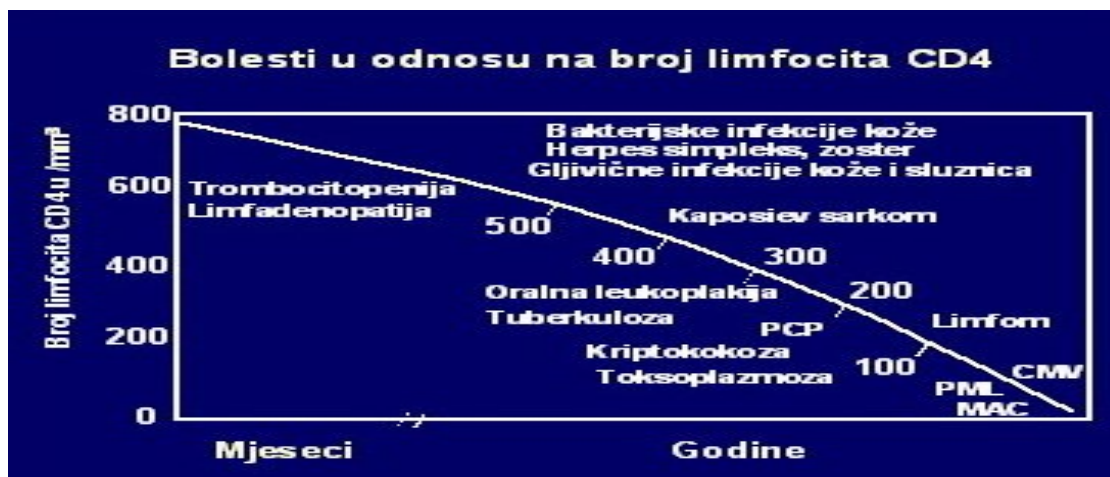 Bolesti u odnosu na broj limfocita CD4
Broj limfocita CD4 u /mm³
800
600
400
200
0
Bakterijske infekcije kože
Herpes simpleks, zoster
Gljivične infekcije kože i sluznica
Trombocitopenija
Limfadenopatija
500
Kaposiev sarkom
400
300
Oralna leukoplakija
200
Tuberkuloza
PCP
Limfom
Kriptokokoza
100
Toksoplazmoza
CMV
PML
MAC
Mjeseci
Godine